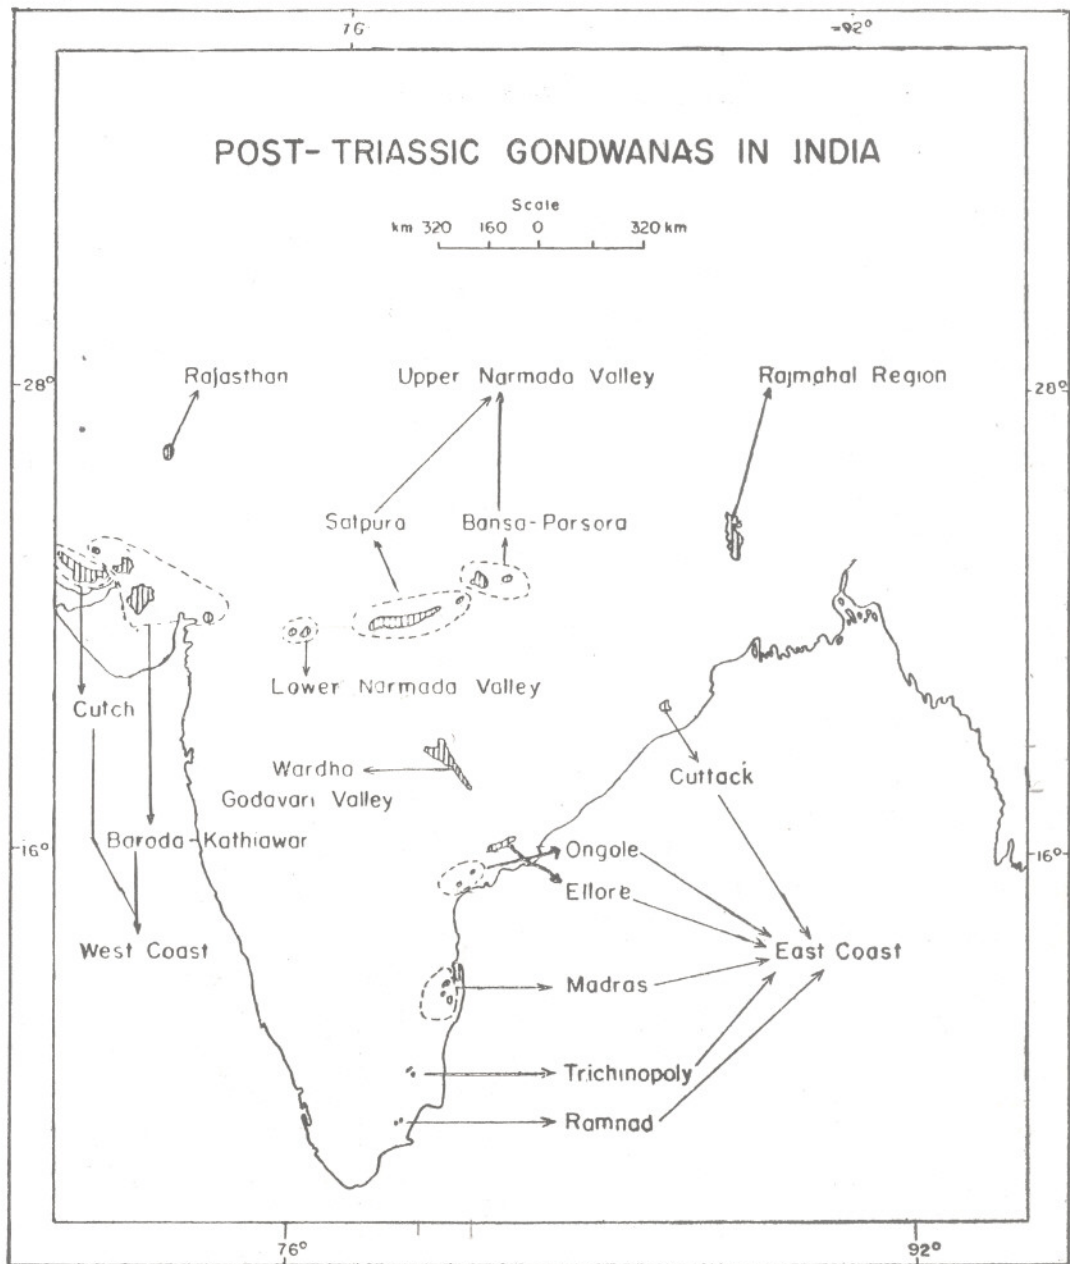 76 -92°
POST-TRIASSIC GONDWANAS IN INDIA
Scale
km 320 160 0 320 km
28° Rajasthan Upper Narmada Valley Rajmahal Region 28°
Satpura Bansa-Parsora
Lower Narmada Valley
Cutch
Wardha
Godavari Valley
Cuttack
16° Baroda-Kathiawar Ongole 16°
Ellore
West Coast East Coast
Madras
Trichinopoly
Ramnad
76° 92°